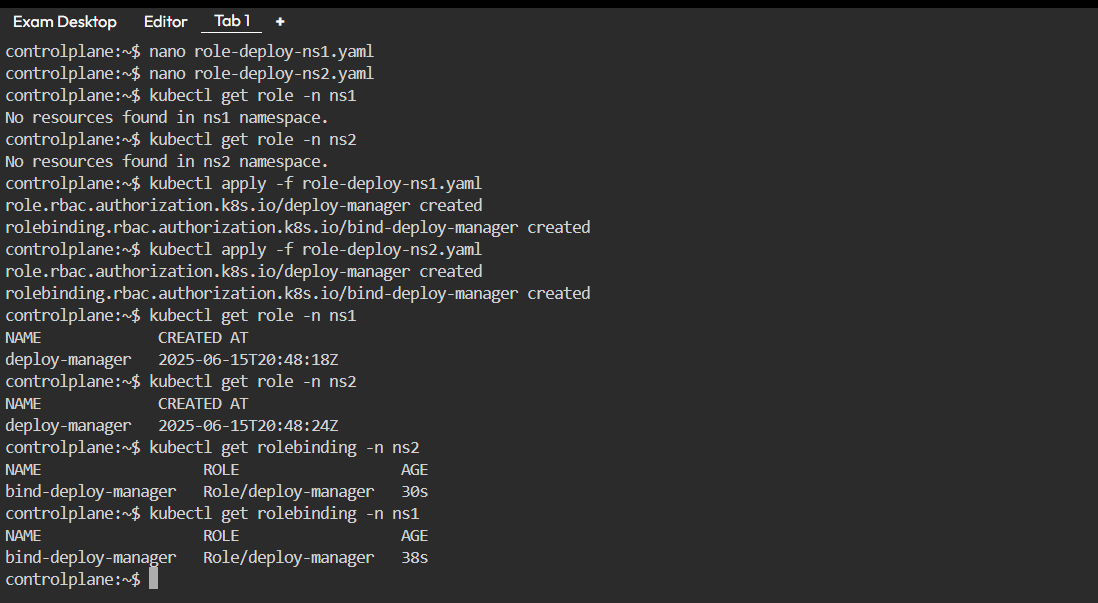 Exam Desktop Editor Tab 1 +
controlplane:~$ nano role-deploy-ns1.yaml
controlplane:~$ nano role-deploy-ns2.yaml
controlplane:~$ kubectl get role -n ns1
No resources found in ns1 namespace.
controlplane:~$ kubectl get role -n ns2
No resources found in ns2 namespace.
controlplane:~$ kubectl apply -f role-deploy-ns1.yaml
role.rbac.authorization.k8s.io/deploy-manager created
rolebinding.rbac.authorization.k8s.io/bind-deploy-manager created
controlplane:~$ kubectl apply -f role-deploy-ns2.yaml
role.rbac.authorization.k8s.io/deploy-manager created
rolebinding.rbac.authorization.k8s.io/bind-deploy-manager created
controlplane:~$ kubectl get role -n ns1
NAME             CREATED AT
deploy-manager   2025-06-15T20:48:18Z
controlplane:~$ kubectl get role -n ns2
NAME             CREATED AT
deploy-manager   2025-06-15T20:48:24Z
controlplane:~$ kubectl get rolebinding -n ns2
NAME                  ROLE                  AGE
bind-deploy-manager   Role/deploy-manager   30s
controlplane:~$ kubectl get rolebinding -n ns1
NAME                  ROLE                  AGE
bind-deploy-manager   Role/deploy-manager   38s
controlplane:~$